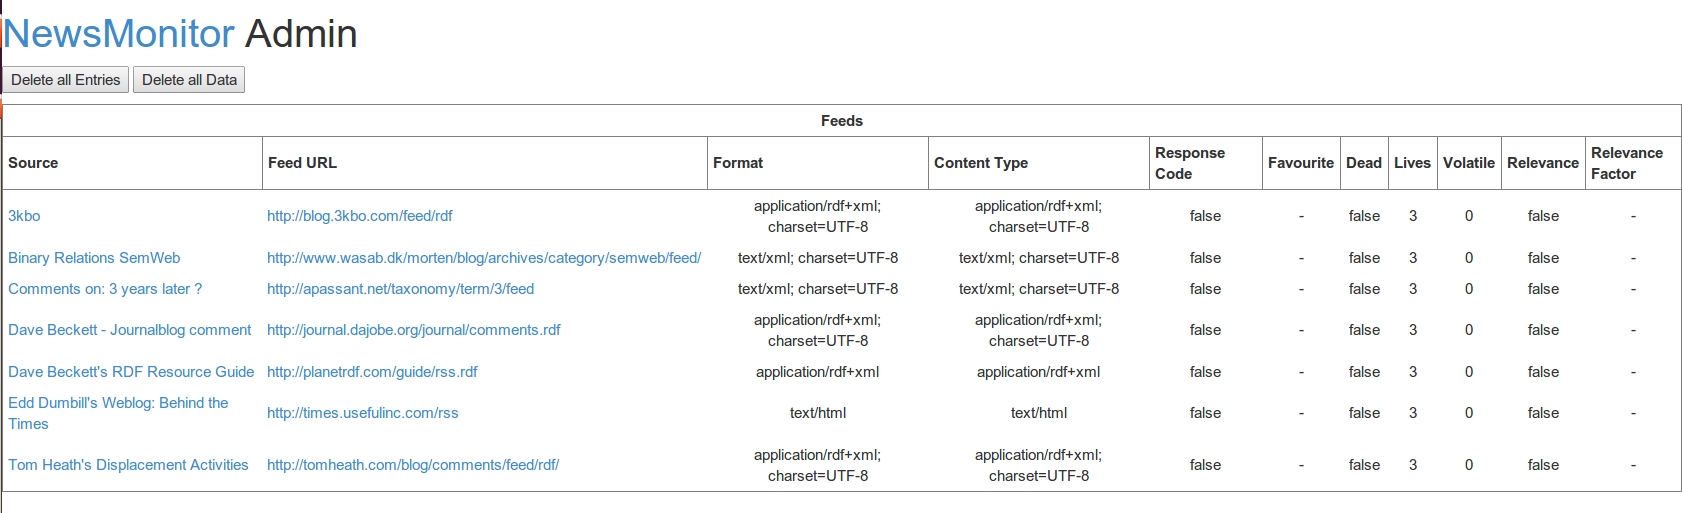 NewsMonitor Admin
Delete all Entries Delete all Data
Feeds
Source Feed URL Format Content Type Response Code Favourite Dead Lives Volatile Relevance Relevance Factor
3kbo http://blog.3kbo.com/feed/rdf application/rdf+xml; charset=UTF-8 application/rdf+xml; charset=UTF-8 false - false 3 0 false -
Binary Relations SemWeb http://www.wasab.dk/morten/blog/archives/category/semweb/feed/ text/xml; charset=UTF-8 text/xml; charset=UTF-8 false - false 3 0 false -
Comments on: 3 years later ? http://apassant.net/taxonomy/term/3/feed text/xml; charset=UTF-8 text/xml; charset=UTF-8 false - false 3 0 false -
Dave Beckett - Journalblog comment http://journal.dajobe.org/journal/comments.rdf application/rdf+xml; charset=UTF-8 application/rdf+xml; charset=UTF-8 false - false 3 0 false -
Dave Beckett's RDF Resource Guide http://planetrdf.com/guide/rss.rdf application/rdf+xml application/rdf+xml false - false 3 0 false -
Edd Dumbill's Weblog: Behind the Times http://times.usefulinc.com/rss text/html text/html false - false 3 0 false -
Tom Heath's Displacement Activities http://tomheath.com/blog/comments/feed/rdf/ application/rdf+xml; charset=UTF-8 application/rdf+xml; charset=UTF-8 false - false 3 0 false -